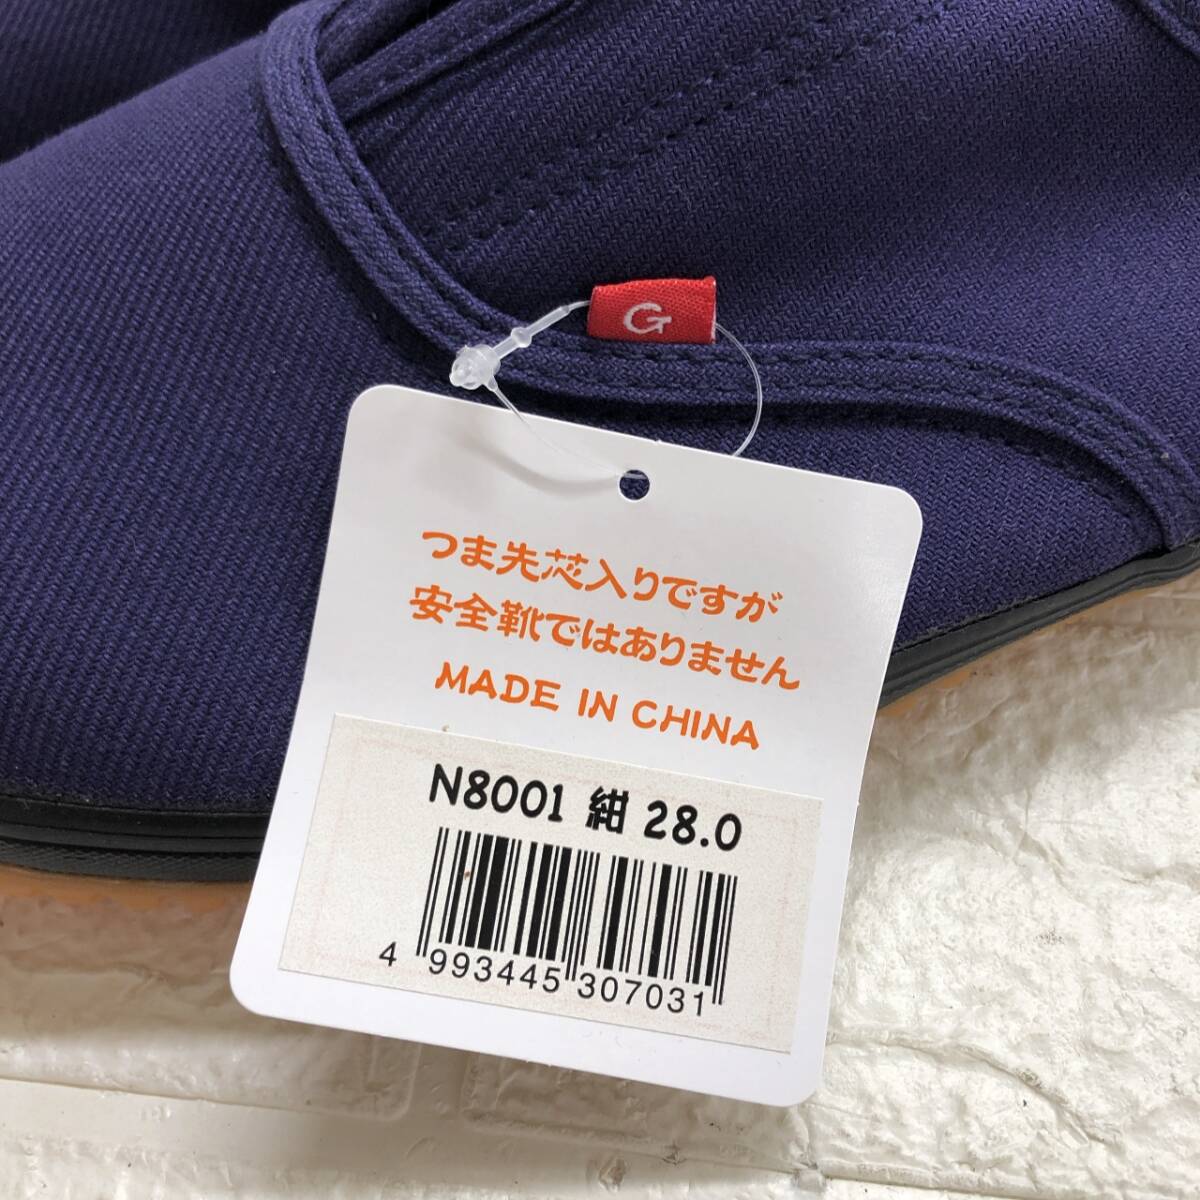 G
つま先芯入りですが
安全靴ではありません
MADE IN CHINA
N8001 紺 28.0
4 993445 307031